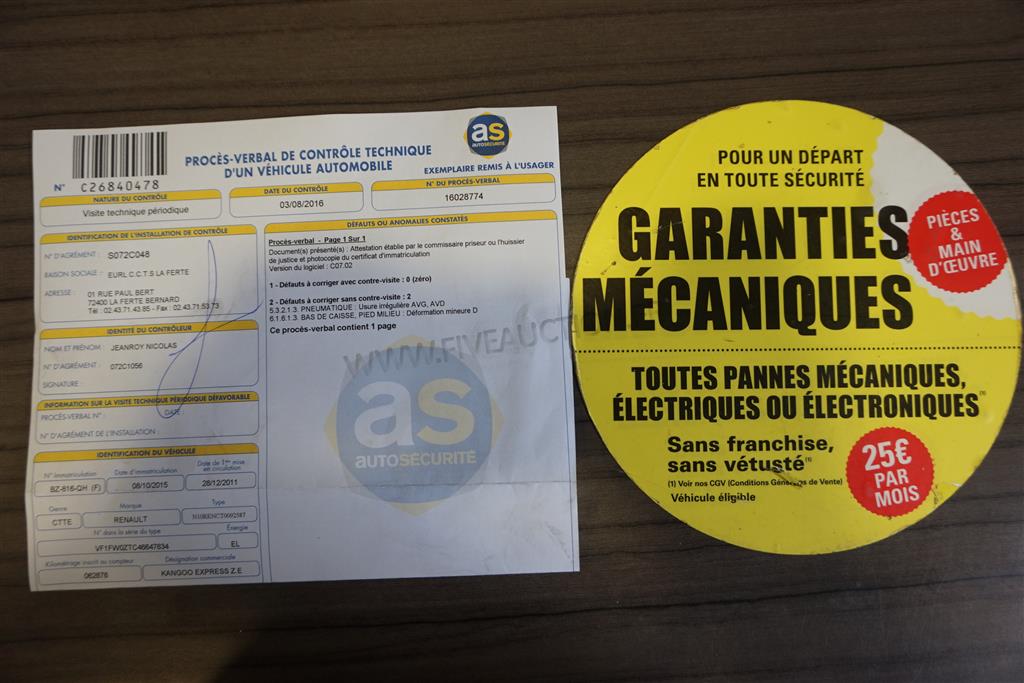 as
AUTOSÉCURITÉ
PROCÈS-VERBAL DE CONTRÔLE TECHNIQUE
D'UN VÉHICULE AUTOMOBILE
EXEMPLAIRE REMIS À L'USAGER
N° C26840478
NATURE DU CONTRÔLE
Visite technique périodique
DATE DU CONTRÔLE
03/08/2016
N° DU PROCÈS-VERBAL
16028774
IDENTIFICATION DE L'INSTALLATION DE CONTRÔLE
N° D'AGRÉMENT : S072C048
RAISON SOCIALE : EURL C.C.T.S LA FERTE
ADRESSE : 01 RUE PAUL BERT
72400 LA FERTE BERNARD
Tél : 02.43.71.43.85 - Fax : 02.43.71.53.73
IDENTITÉ DU CONTRÔLEUR
NOM ET PRÉNOM : JEANROY NICOLAS
N° D'AGRÉMENT : 072C1056
SIGNATURE :
INFORMATION SUR LA VISITE TECHNIQUE PÉRIODIQUE DÉFAVORABLE
PROCÈS-VERBAL N° : DATE :
N° D'AGRÉMENT DE L'INSTALLATION :
IDENTIFICATION DU VÉHICULE
N° Immatriculation Date d'immatriculation Date de 1ère mise en circulation
BZ-816-QH (F) 08/10/2015 28/12/2011
Genre Marque Type
CTTE RENAULT N10RENCT0692587
N° dans la série du type Énergie
VF1FW0ZTC46647634 EL
Kilométrage inscrit au compteur Désignation commerciale
062876 KANGOO EXPRESS Z.E
DÉFAUTS OU ANOMALIES CONSTATÉS
Procès-verbal - Page 1 Sur 1
Document(s) présenté(s) : Attestation établie par le commissaire priseur ou l'huissier
de justice et photocopie du certificat d'immatriculation
Version du logiciel : C07.02
1 - Défauts à corriger avec contre-visite : 0 (zéro)
2 - Défauts à corriger sans contre-visite : 2
5.2.3.1.3. PNEUMATIQUE : Usure irrégulière AVG, AVD
6.1.6.1.3. BAS DE CAISSE, PIED MILIEU : Déformation mineure D
Ce procès-verbal contient 1 page
as
AUTOSÉCURITÉ
POUR UN DÉPART
EN TOUTE SÉCURITÉ
GARANTIES
MÉCANIQUES
PIÈCES
&
MAIN
D'ŒUVRE
TOUTES PANNES MÉCANIQUES,
ÉLECTRIQUES OU ÉLECTRONIQUES(1)
Sans franchise,
sans vétusté(1)
(1) Voir nos CGV (Conditions Générales de Vente)
Véhicule éligible
25€
PAR
MOIS